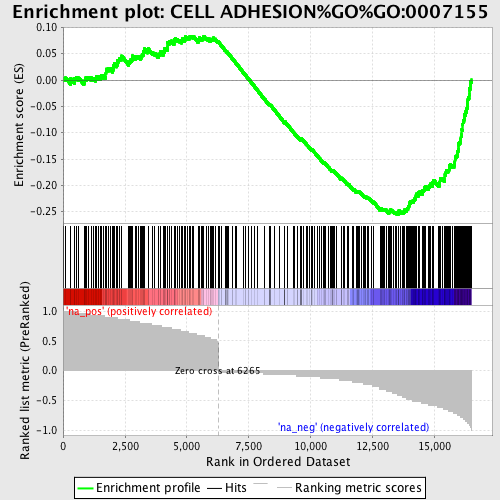 Enrichment plot: CELL ADHESION%GO%GO:0007155
Enrichment score (ES)
0.10
0.05
0.00
-0.05
-0.10
-0.15
-0.20
-0.25
Ranked list metric (PreRanked)
1.0
0.5
0.0
-0.5
-1.0
'na_pos' (positively correlated)
Zero cross at 6265
'na_neg' (negatively correlated)
0
2,500
5,000
7,500
10,000
12,500
15,000
Rank in Ordered Dataset
Enrichment profile
Hits
Ranking metric scores